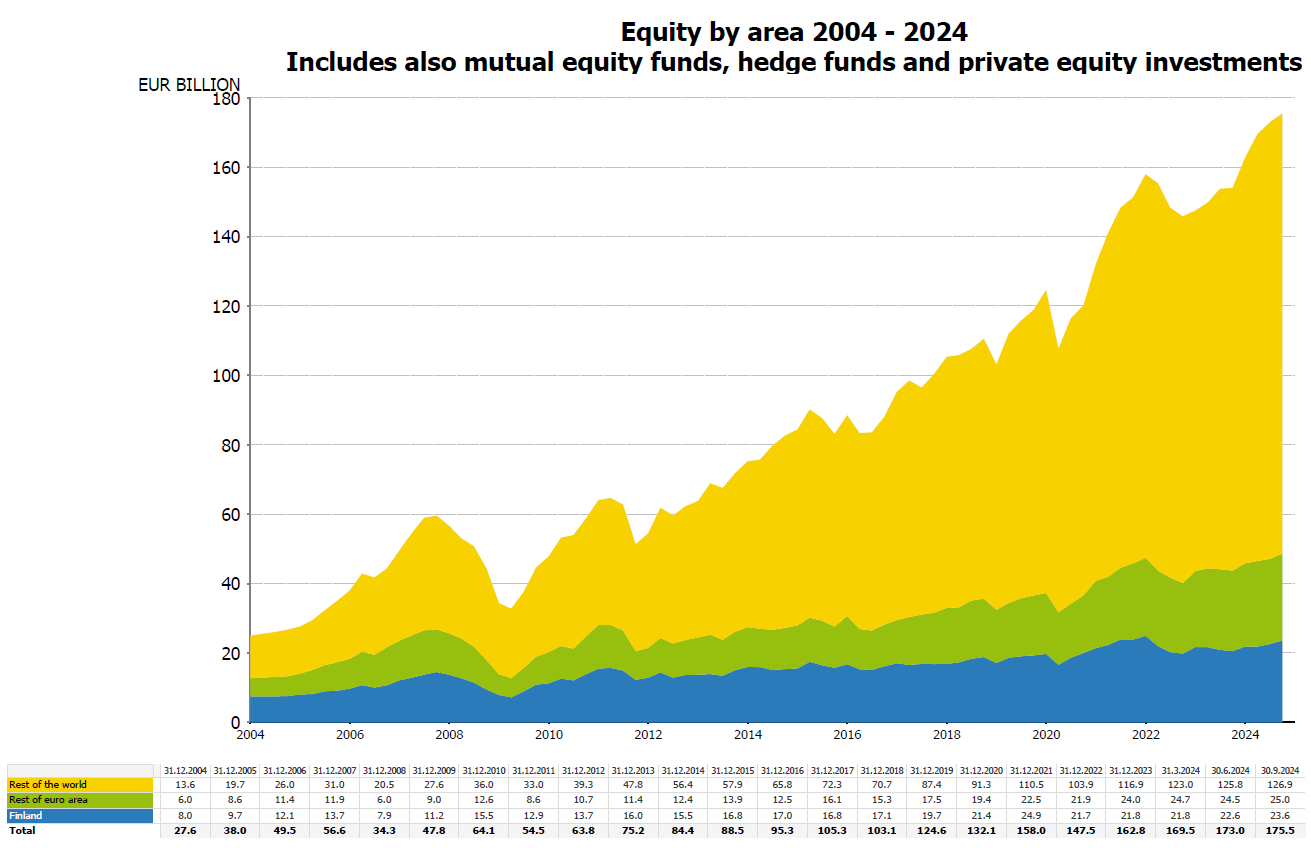 Equity by area 2004 - 2024
Includes also mutual equity funds, hedge funds and private equity investments
EUR BILLION
180
160
140
120
100
80
60
40
20
0
2004 2006 2008 2010 2012 2014 2016 2018 2020 2022 2024
31.12.2004 31.12.2005 31.12.2006 31.12.2007 31.12.2008 31.12.2009 31.12.2010 31.12.2011 31.12.2012 31.12.2013 31.12.2014 31.12.2015 31.12.2016 31.12.2017 31.12.2018 31.12.2019 31.12.2020 31.12.2021 31.12.2022 31.12.2023 31.3.2024 30.6.2024 30.9.2024
Rest of the world 13.6 19.7 26.0 31.0 20.5 27.6 36.0 33.0 39.3 47.8 56.4 57.9 65.8 72.3 70.7 87.4 91.3 110.5 103.9 116.9 123.0 125.8 126.9
Rest of euro area 6.0 8.6 11.4 11.9 6.0 9.0 12.6 8.6 10.7 11.4 12.4 13.9 12.5 16.1 15.3 17.5 19.4 22.5 21.9 24.0 24.7 24.5 25.0
Finland 8.0 9.7 12.1 13.7 7.9 11.2 15.5 12.9 13.7 16.0 15.5 16.8 17.0 16.8 17.1 19.7 21.4 24.9 21.7 21.8 21.8 22.6 23.6
Total 27.6 38.0 49.5 56.6 34.3 47.8 64.1 54.5 63.8 75.2 84.4 88.5 95.3 105.3 103.1 124.6 132.1 158.0 147.5 162.8 169.5 173.0 175.5